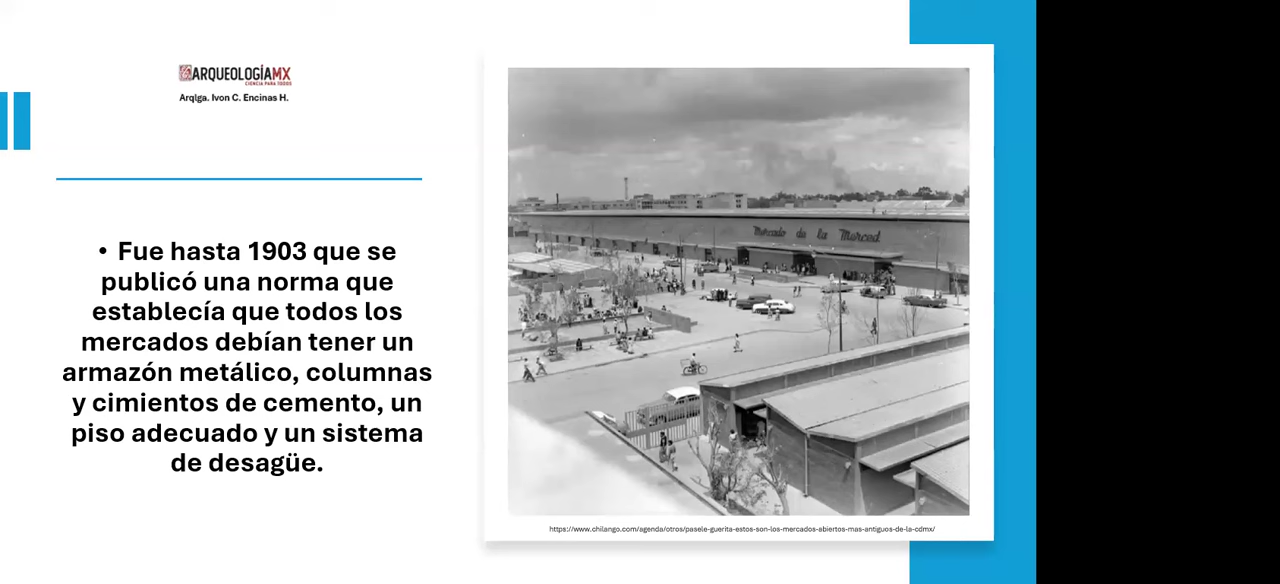 ARQUEOLOGÍAMX
CIENCIA PARA TODOS
Arqlga. Ivon C. Encinas H.
• Fue hasta 1903 que se
publicó una norma que
establecía que todos los
mercados debían tener un
armazón metálico, columnas
y cimientos de cemento, un
piso adecuado y un sistema
de desagüe.
Mercado de la Merced
https://www.chilango.com/agenda/otros/pasele-guerita-estos-son-los-mercados-abiertos-mas-antiguos-de-la-cdmx/